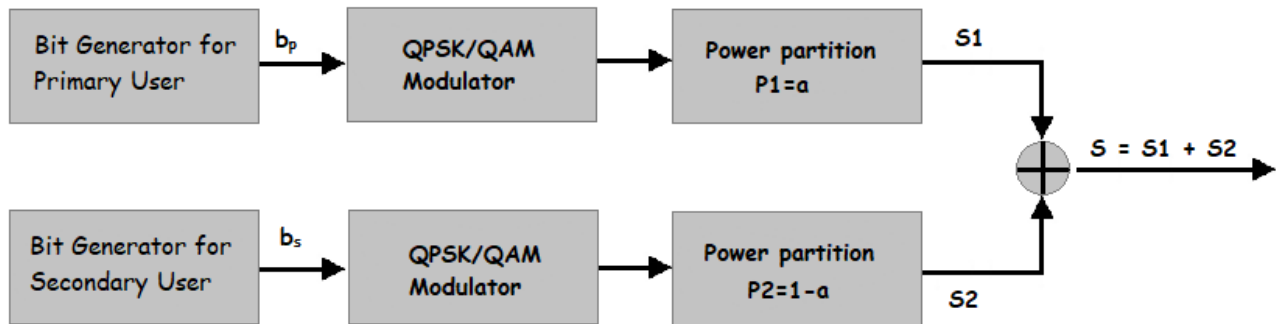 Bit Generator for
Primary User
bₚ
QPSK/QAM
Modulator
Power partition
P1=a
S1
S = S1 + S2
Bit Generator for
Secondary User
bₛ
QPSK/QAM
Modulator
Power partition
P2=1-a
S2